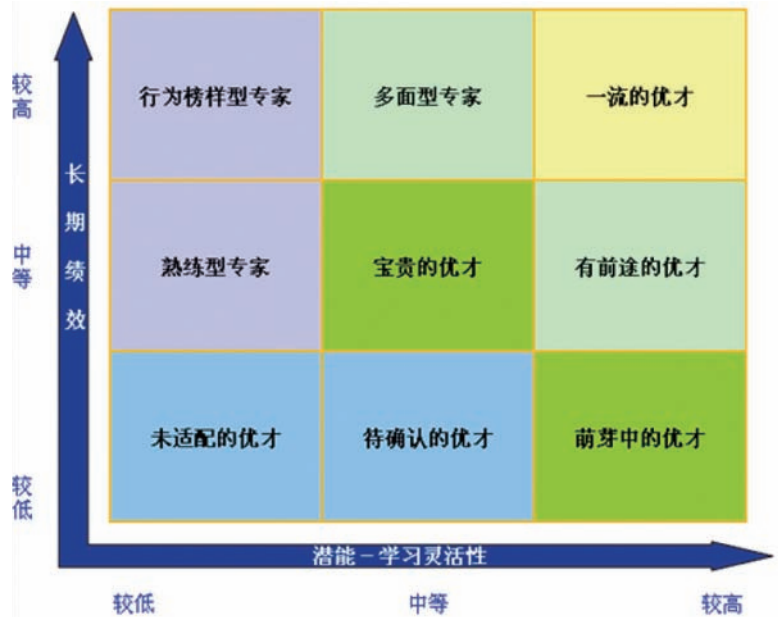 较高
行为榜样型专家
多面型专家
一流的优才
长期绩效
中等
熟练型专家
宝贵的优才
有前途的优才
较低
未适配的优才
待确认的优才
萌芽中的优才
潜能－学习灵活性
较低
中等
较高